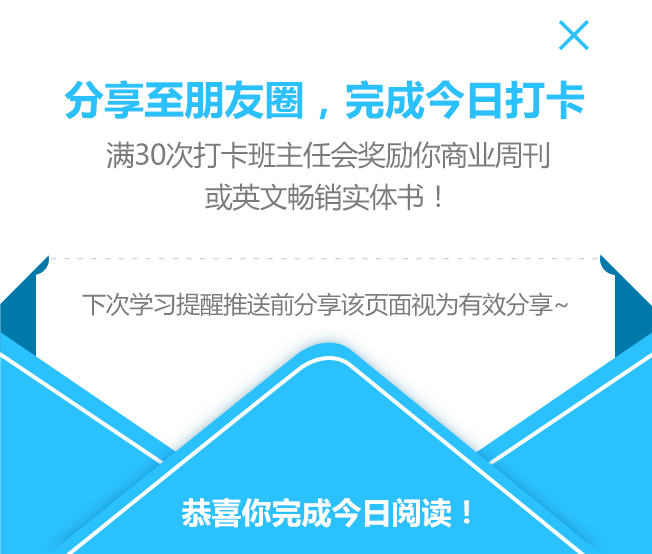 分享至朋友圈，完成今日打卡
满30次打卡班主任会奖励你商业周刊
或英文畅销实体书！
下次学习提醒推送前分享该页面视为有效分享~
恭喜你完成今日阅读！